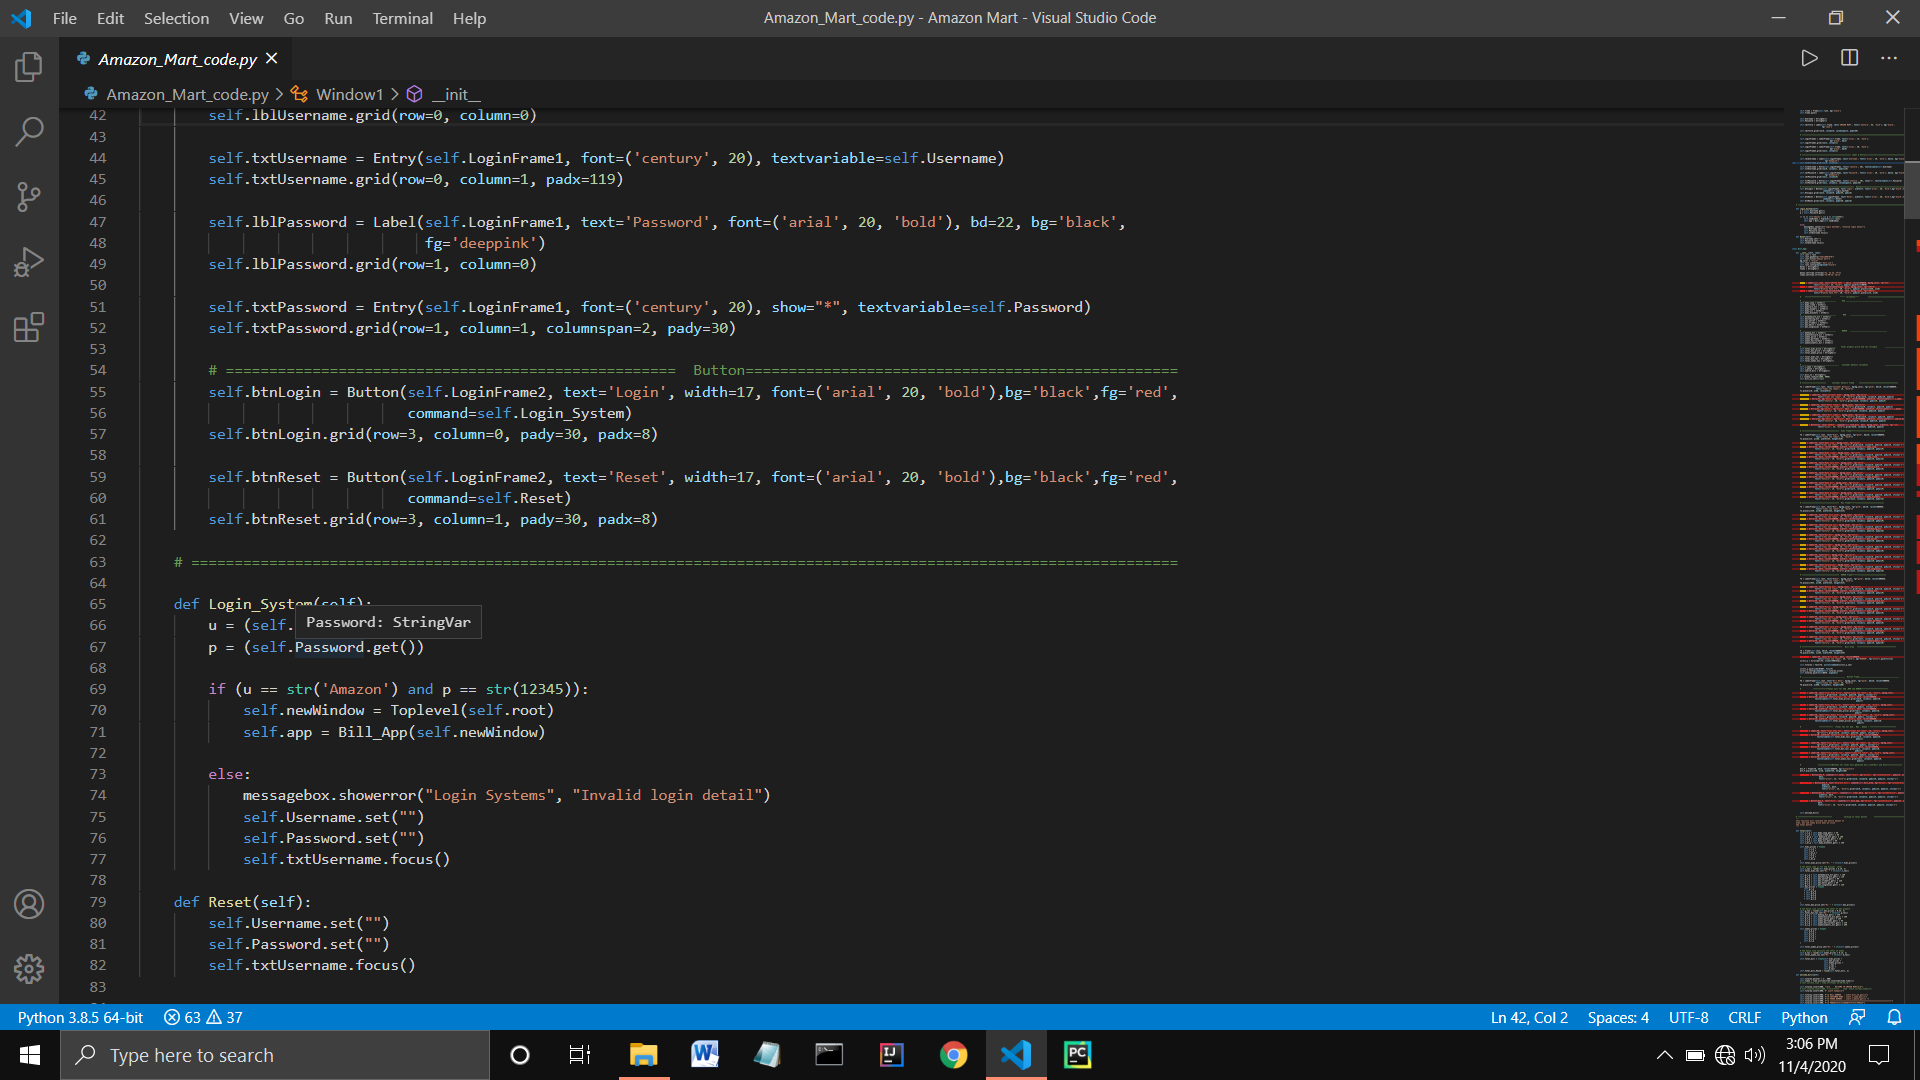 File Edit Selection View Go Run Terminal Help
Amazon_Mart_code.py - Amazon Mart - Visual Studio Code
Amazon_Mart_code.py
Amazon_Mart_code.py > Window1 > __init__
42 self.lblUsername.grid(row=0, column=0)
43
44 self.txtUsername = Entry(self.LoginFrame1, font=('century', 20), textvariable=self.Username)
45 self.txtUsername.grid(row=0, column=1, padx=119)
46
47 self.lblPassword = Label(self.LoginFrame1, text='Password', font=('arial', 20, 'bold'), bd=22, bg='black',
48 fg='deeppink')
49 self.lblPassword.grid(row=1, column=0)
50
51 self.txtPassword = Entry(self.LoginFrame1, font=('century', 20), show="*", textvariable=self.Password)
52 self.txtPassword.grid(row=1, column=1, columnspan=2, pady=30)
53
54 # ==================================================== Button==================================================
55 self.btnLogin = Button(self.LoginFrame2, text='Login', width=17, font=('arial', 20, 'bold'),bg='black',fg='red',
56 command=self.Login_System)
57 self.btnLogin.grid(row=3, column=0, pady=30, padx=8)
58
59 self.btnReset = Button(self.LoginFrame2, text='Reset', width=17, font=('arial', 20, 'bold'),bg='black',fg='red',
60 command=self.Reset)
61 self.btnReset.grid(row=3, column=1, pady=30, padx=8)
62
63 # ==================================================================================================================
64
65 def Login_System(self):
66 u = (self.
Password: StringVar
67 p = (self.Password.get())
68
69 if (u == str('Amazon') and p == str(12345)):
70 self.newWindow = Toplevel(self.root)
71 self.app = Bill_App(self.newWindow)
72
73 else:
74 messagebox.showerror("Login Systems", "Invalid login detail")
75 self.Username.set("")
76 self.Password.set("")
77 self.txtUsername.focus()
78
79 def Reset(self):
80 self.Username.set("")
81 self.Password.set("")
82 self.txtUsername.focus()
83
Python 3.8.5 64-bit 63 37 Ln 42, Col 2 Spaces: 4 UTF-8 CRLF Python
Type here to search
3:06 PM
11/4/2020